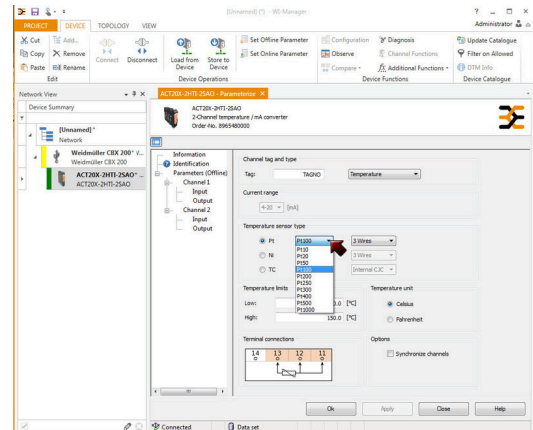 [Unnamed] (*) - WI-Manager
PROJECT DEVICE TOPOLOGY VIEW Administrator
Cut Add... Load from Device Store to Device Set Offline Parameter Configuration Diagnosis Update Catalogue
Copy Remove Connect Disconnect Set Online Parameter Observe Channel Functions Filter on Allowed
Paste Rename Compare Additional Functions DTM Info
Edit Device Operations Device Functions Device Catalogue
Network View
ACT20X-2HTI-2SAO - Parameterize
Device Summary
ACT20X-2HTI-2SAO
2-Channel temperature / mA converter
Order-No. 8965480000
[Unnamed]*
Network
Weidmüller CBX 200* V...
Weidmüller CBX 200
ACT20X-2HTI-2SAO* ...
ACT20X-2HTI-2SAO
Information
Identification
Parameters (Offline)
Channel 1
Input
Output
Channel 2
Input
Output
Channel tag and type
Tag: TAGNO Temperature
Current range
4-20 [mA]
Temperature sensor type
Pt Pt100 3 Wires
Ni 3 Wires
TC Internal CJC
Pt10
Pt20
Pt50
Pt100
Pt200
Pt250
Pt300
Pt400
Pt500
Pt1000
Temperature limits Temperature unit
Low: 0.0 [°C] Celsius
High: 150.0 [°C] Fahrenheit
Terminal connections Options
14 13 12 11 Synchronize channels
Ok Apply Close Help
Connected Data set